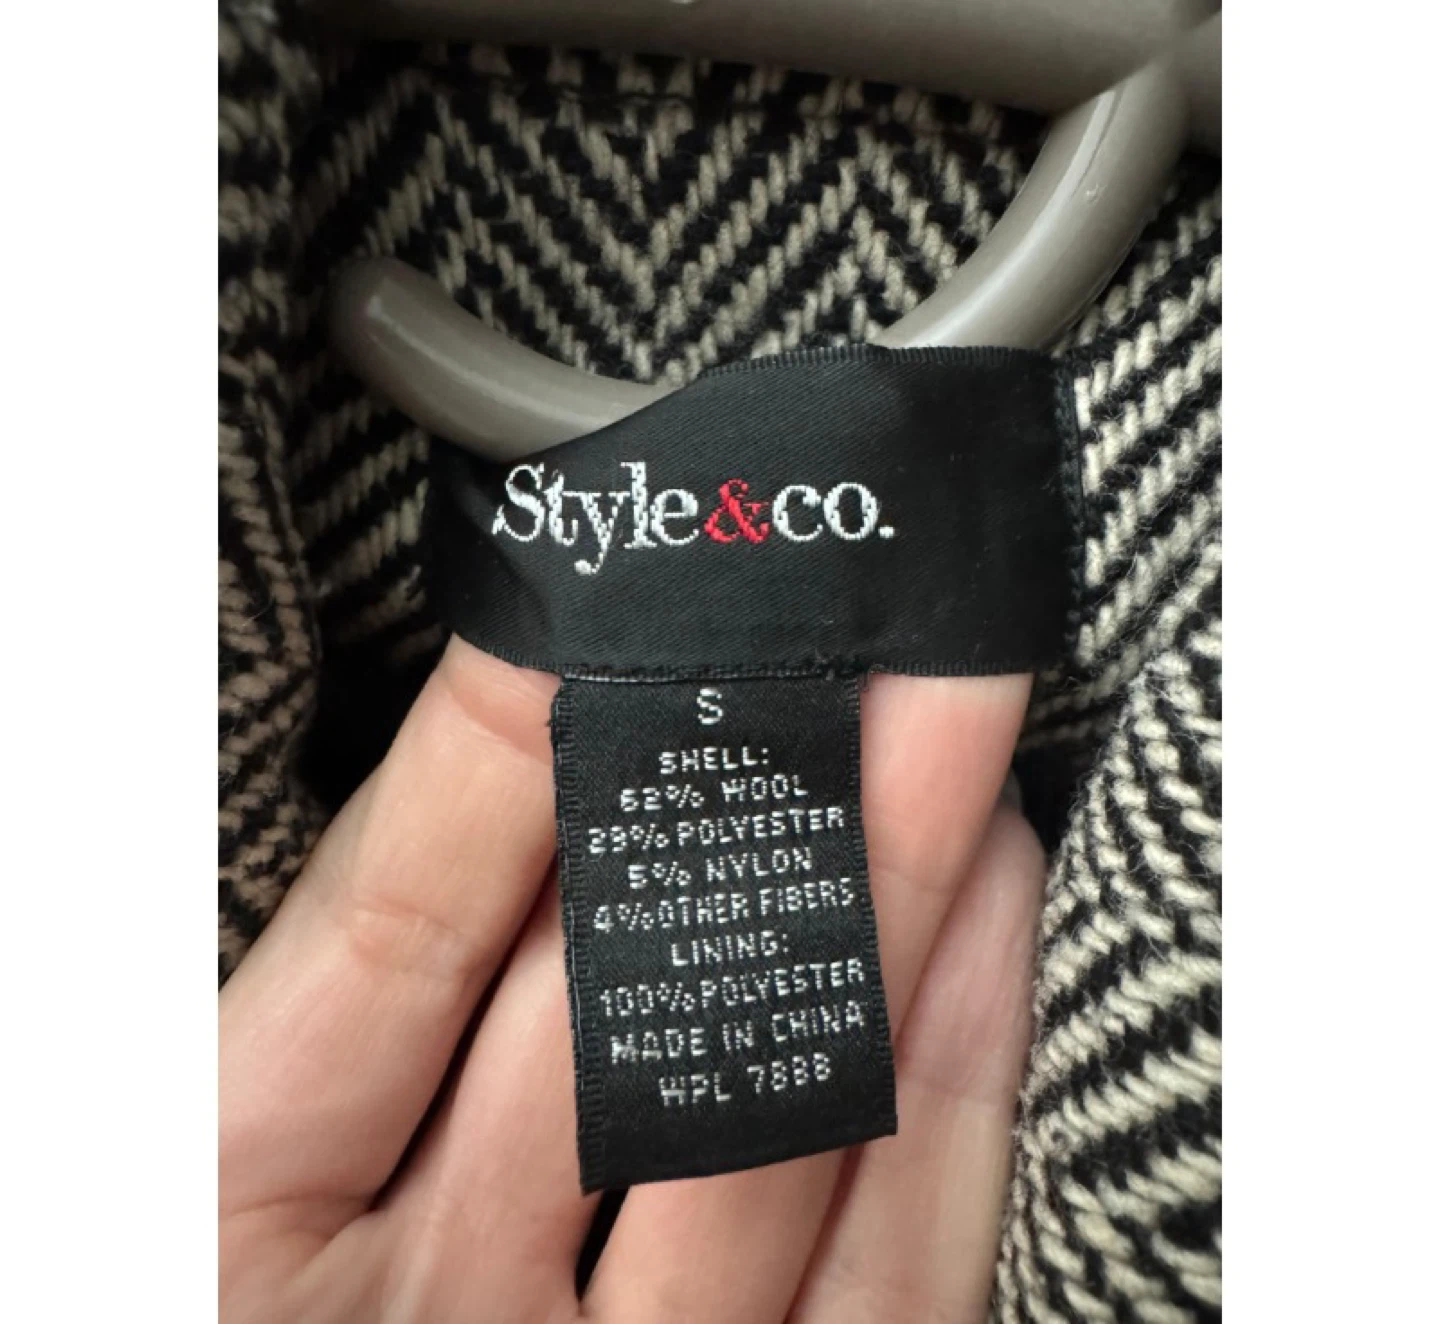 Style&co.
S
SHELL:
62% WOOL
29% POLYESTER
5% NYLON
4% OTHER FIBERS
LINING:
100% POLYESTER
MADE IN CHINA
WPL 7888